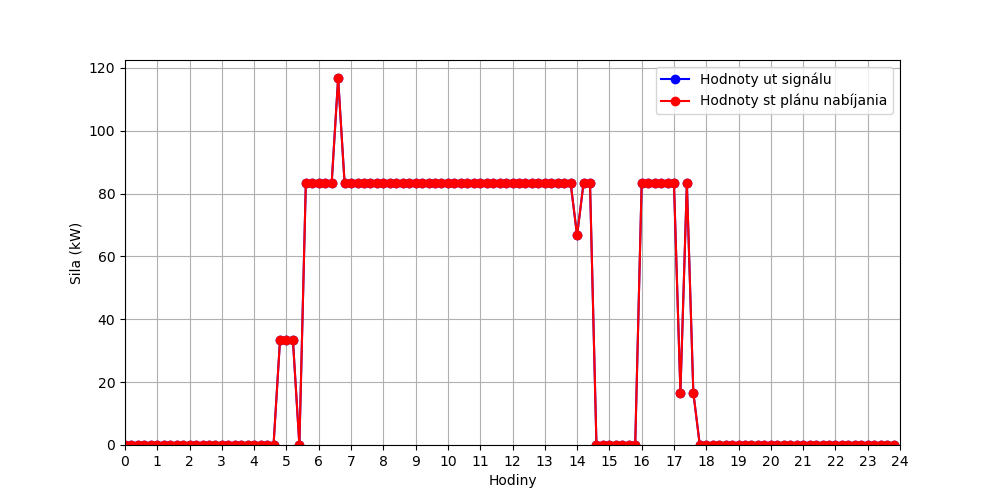 Hodnoty ut signálu
Hodnoty st plánu nabíjania
120
100
80
60
40
20
0
Sila (kW)
0 1 2 3 4 5 6 7 8 9 10 11 12 13 14 15 16 17 18 19 20 21 22 23 24
Hodiny